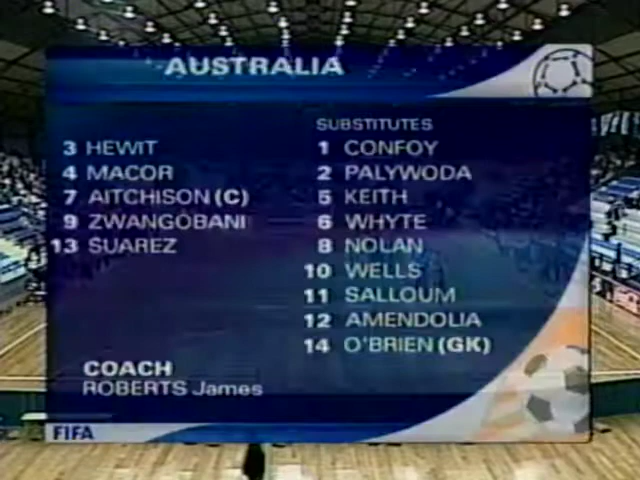 AUSTRALIA
3 HEWIT
4 MACOR
7 AITCHISON (C)
9 ZWANGOBANI
13 SUAREZ
SUBSTITUTES
1 CONFOY
2 PALYWODA
5 KEITH
6 WHYTE
8 NOLAN
10 WELLS
11 SALLOUM
12 AMENDOLIA
14 O'BRIEN (GK)
COACH
ROBERTS James
FIFA